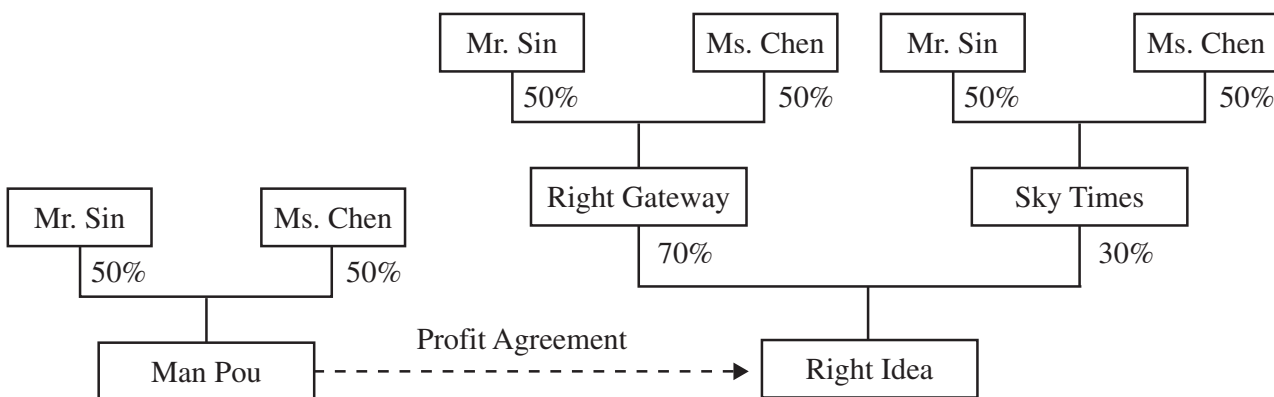 Mr. Sin
Ms. Chen
Mr. Sin
Ms. Chen
50%
50%
50%
50%
Right Gateway
Sky Times
Mr. Sin
Ms. Chen
70%
30%
50%
50%
Profit Agreement
Man Pou
Right Idea